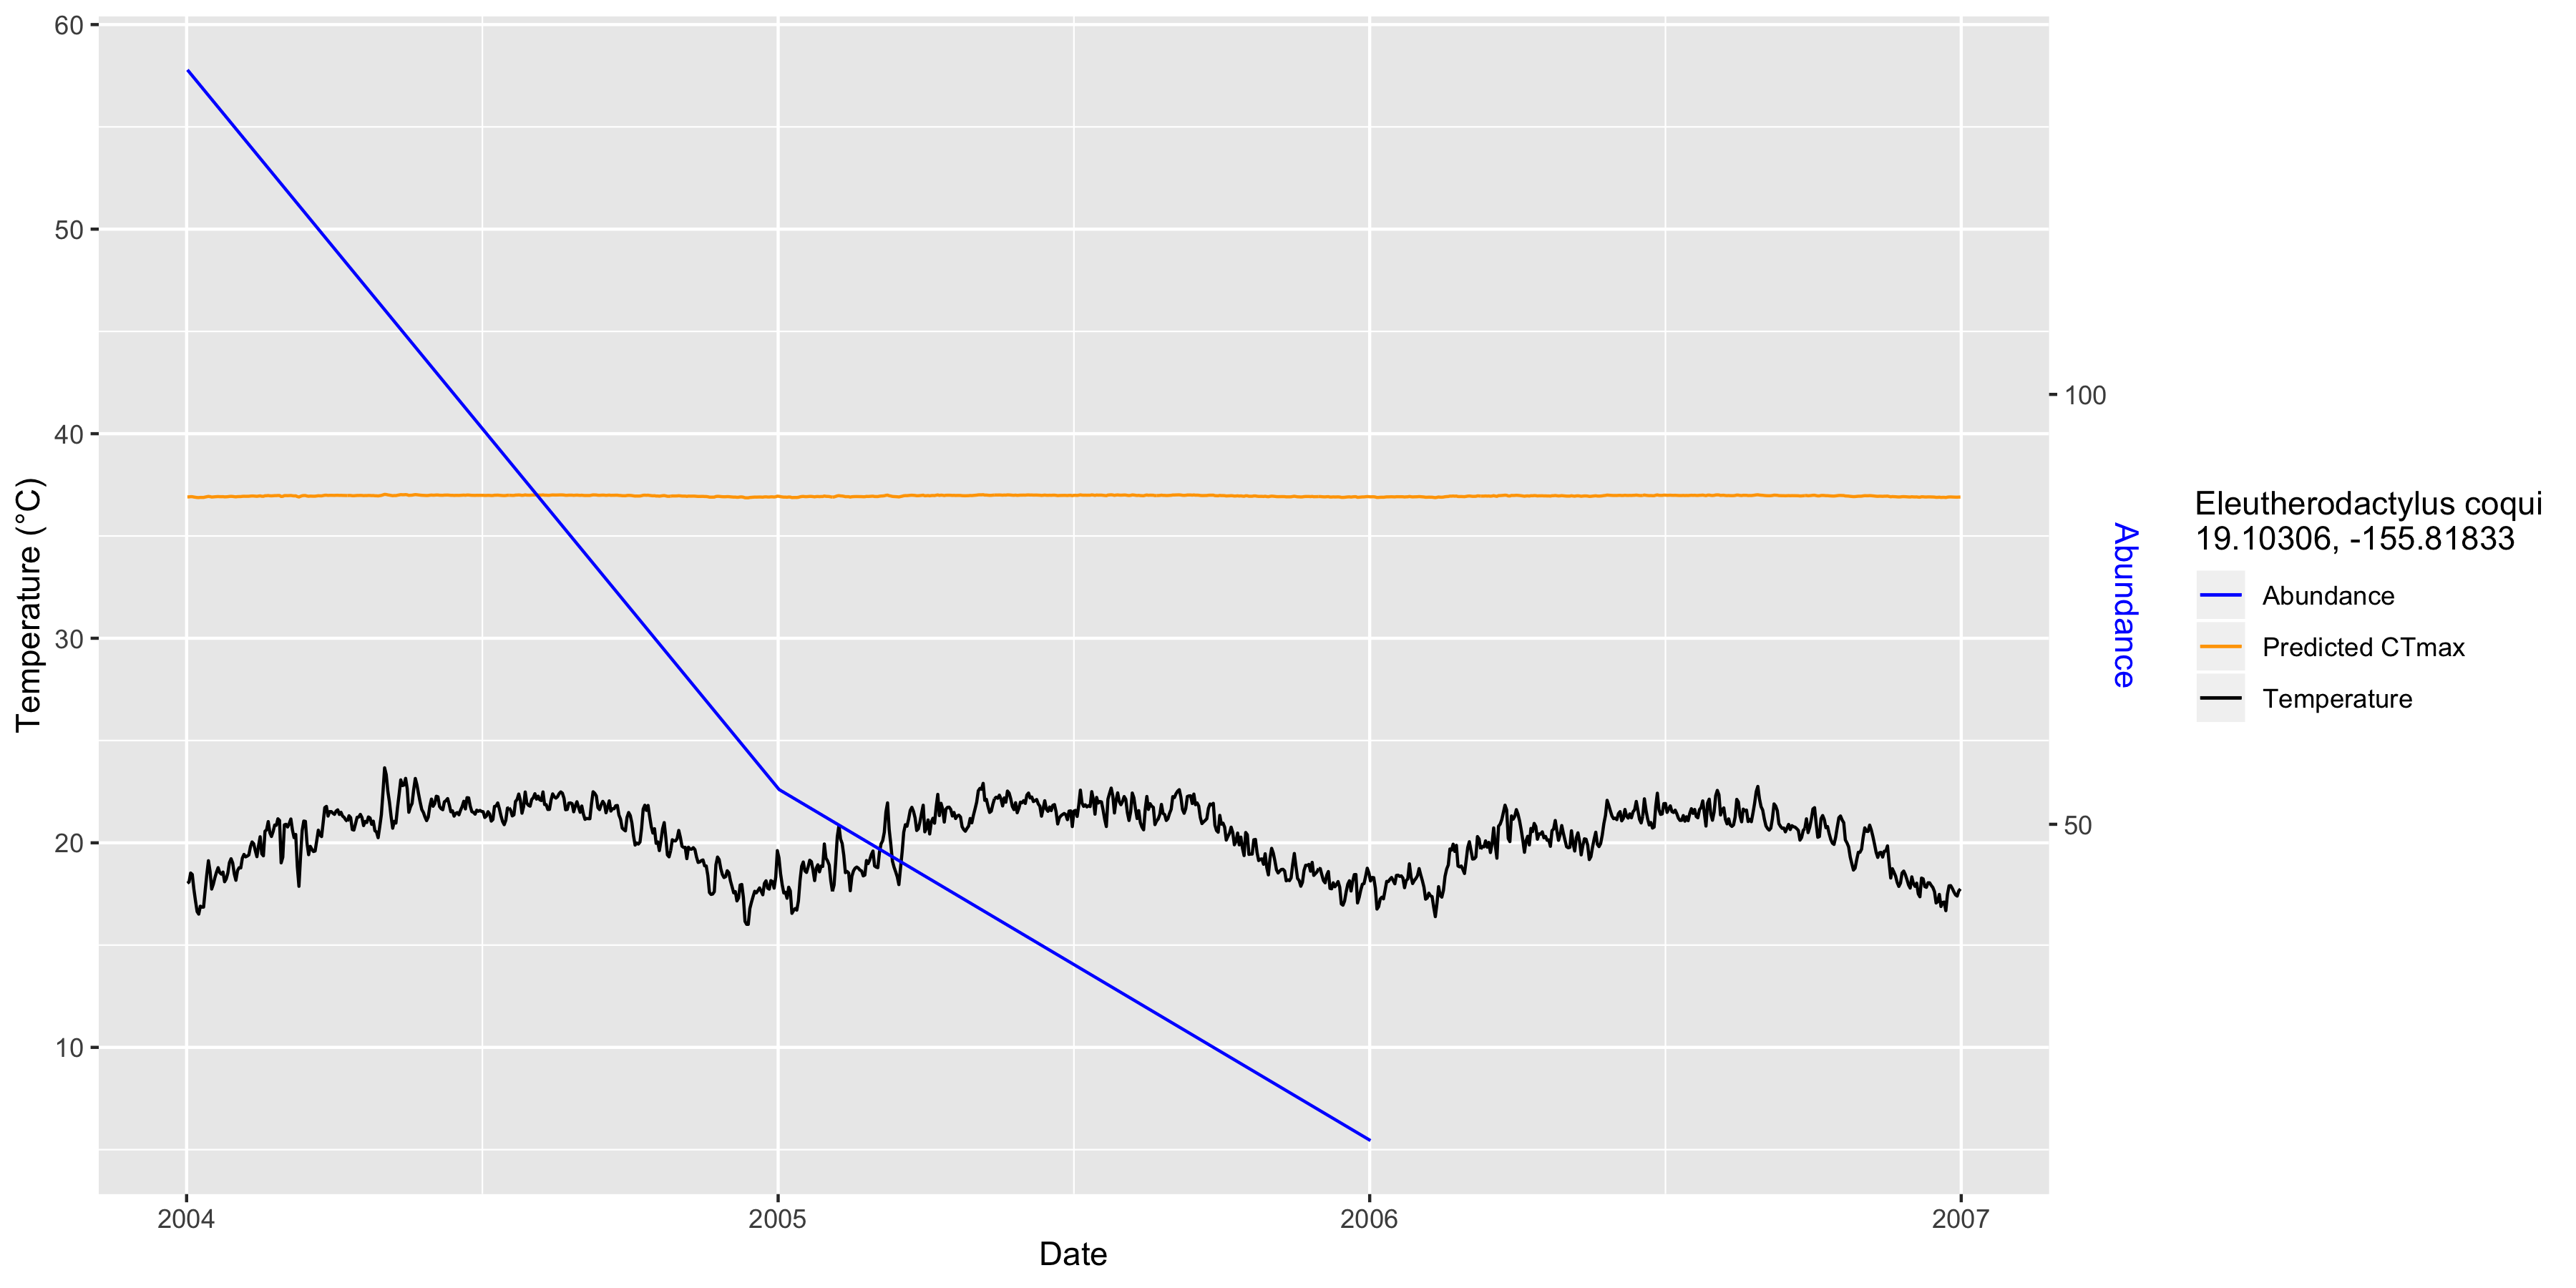 60
50
40
30
20
10
Temperature (°C)
2004
2005
2006
2007
Date
100
50
Abundance
Eleutherodactylus coqui
19.10306, -155.81833
Abundance
Predicted CTmax
Temperature